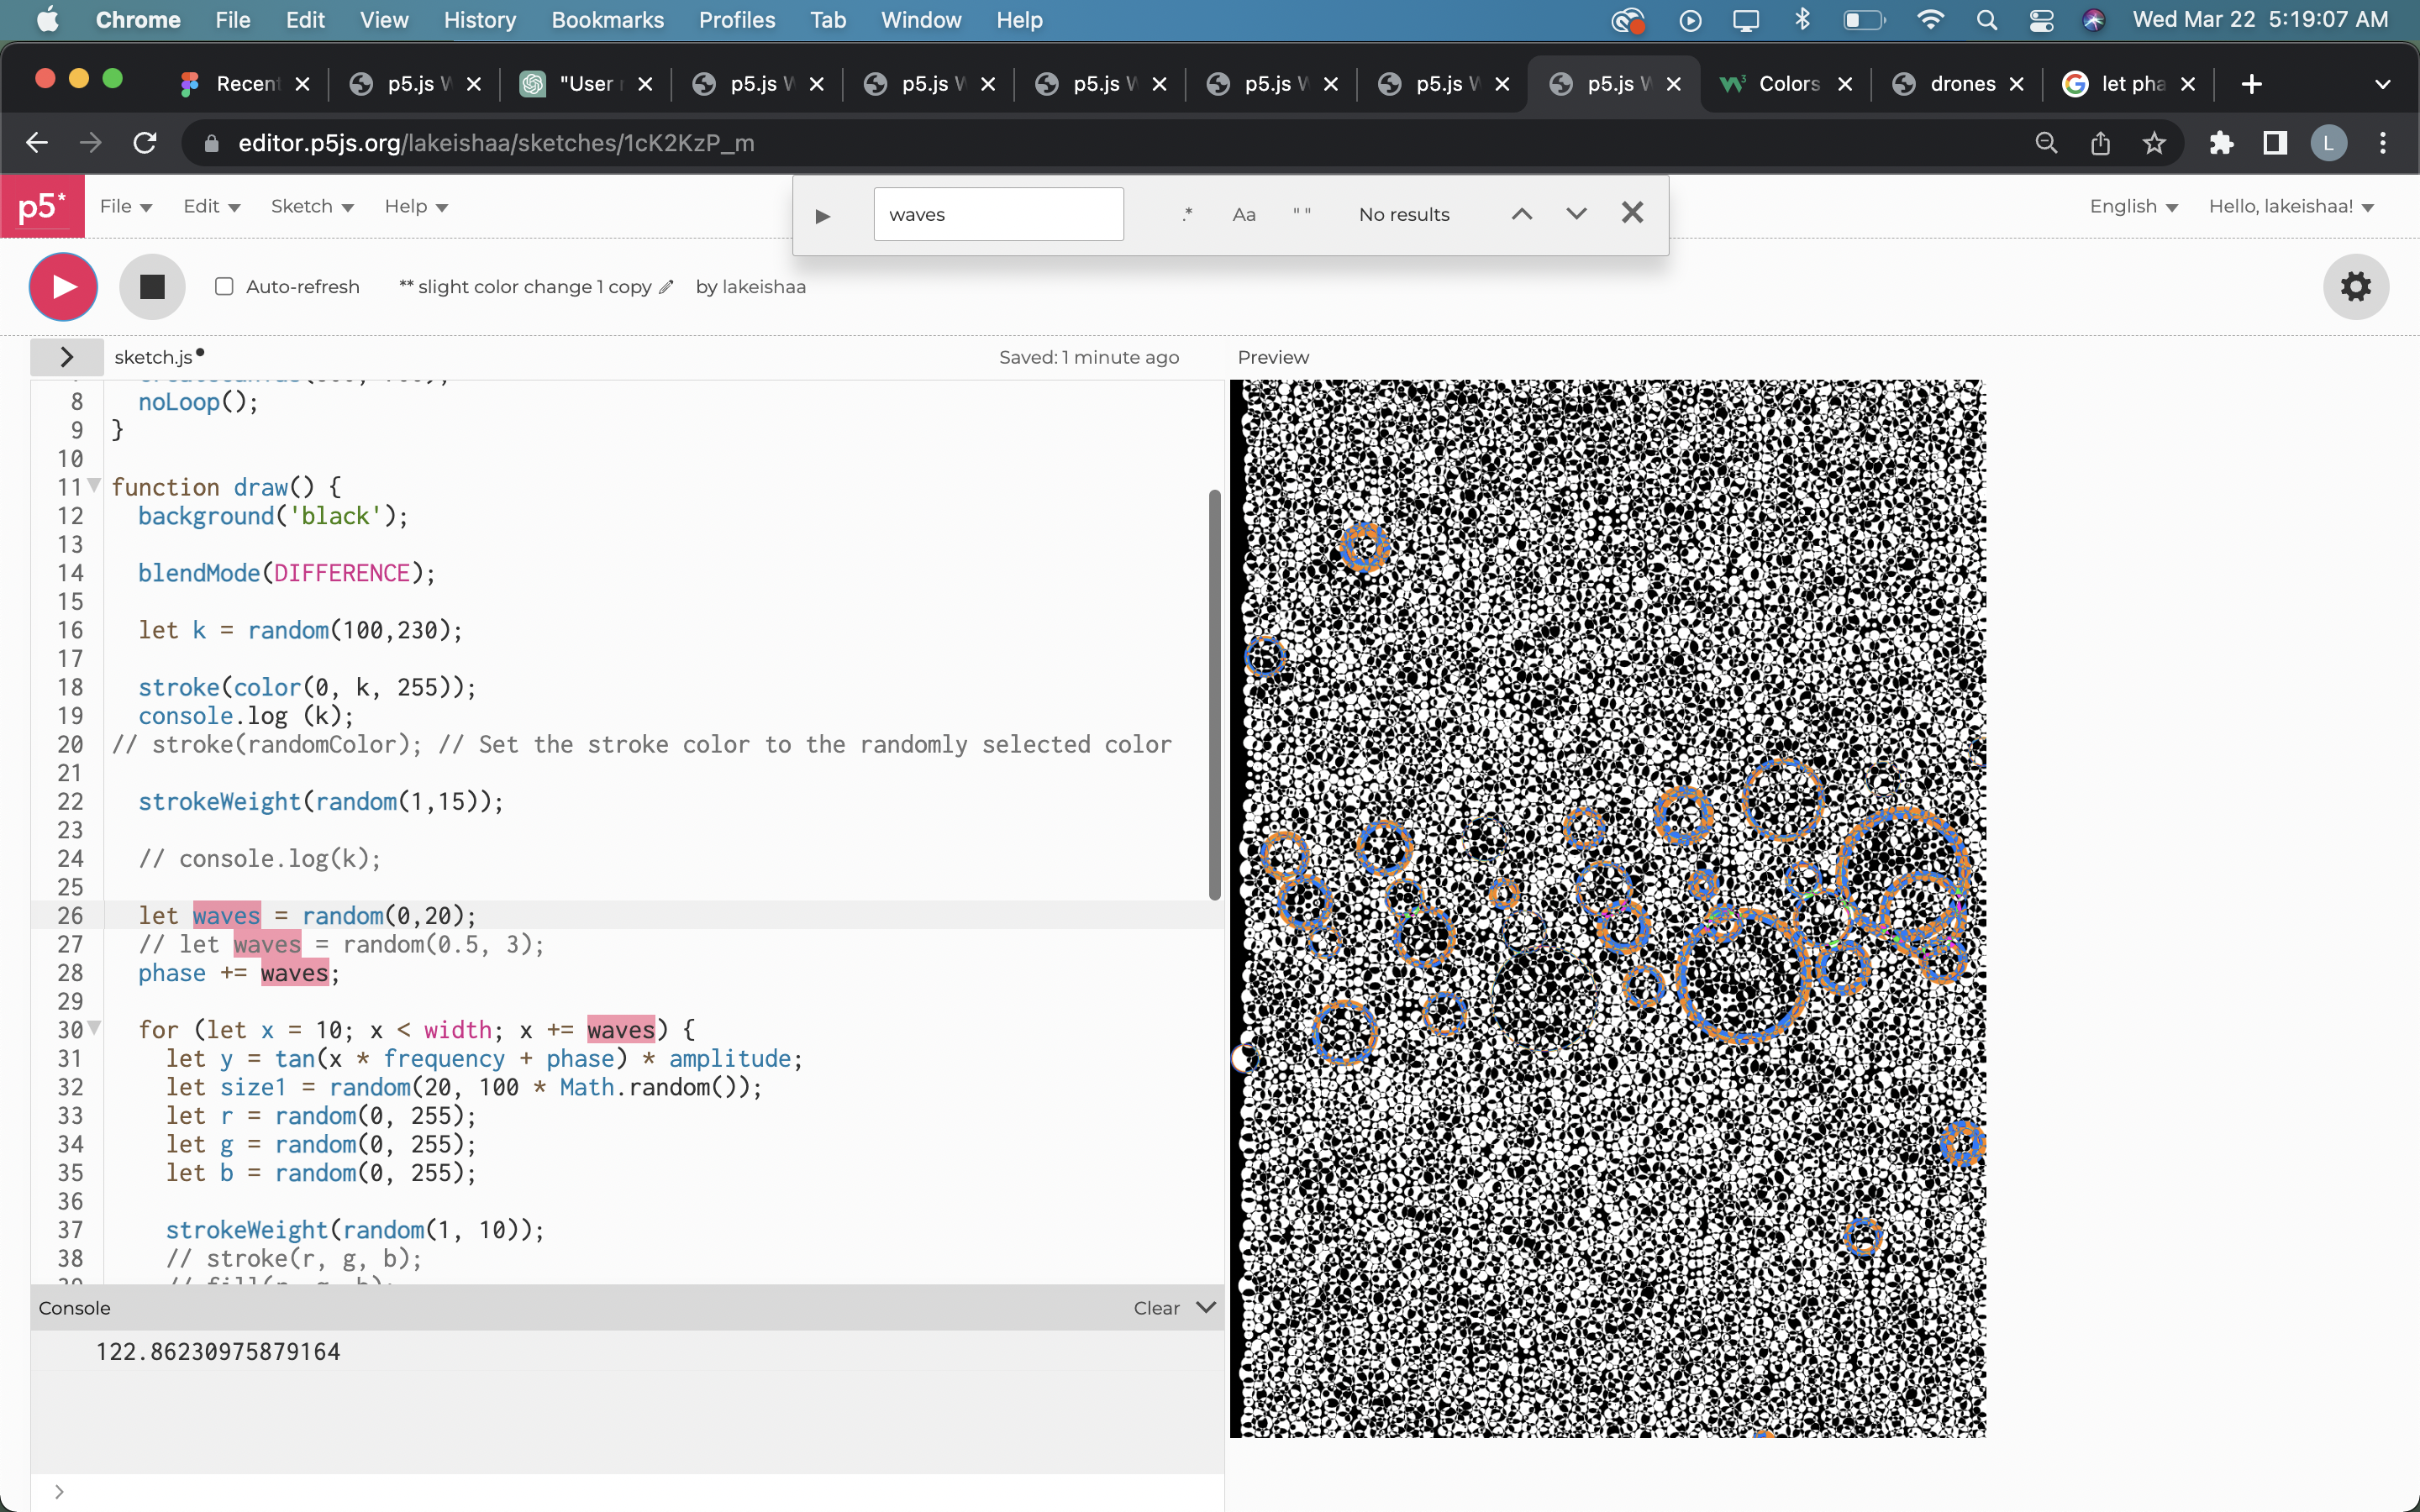 Chrome File Edit View History Bookmarks Profiles Tab Window Help Wed Mar 22 5:19:07 AM
Recent p5.js W "User r p5.js W p5.js W p5.js W p5.js W p5.js W p5.js W Colors drones let pha
editor.p5js.org/lakeishaa/sketches/1cK2KzP_m L
p5* File Edit Sketch Help English Hello, lakeishaa!
waves .* Aa " " No results
Auto-refresh ** slight color change 1 copy by lakeishaa
sketch.js Saved: 1 minute ago Preview
8 noLoop();
9 }
10
11 function draw() {
12 background('black');
13
14 blendMode(DIFFERENCE);
15
16 let k = random(100,230);
17
18 stroke(color(0, k, 255));
19 console.log (k);
20 // stroke(randomColor); // Set the stroke color to the randomly selected color
21
22 strokeWeight(random(1,15));
23
24 // console.log(k);
25
26 let waves = random(0,20);
27 // let waves = random(0.5, 3);
28 phase += waves;
29
30 for (let x = 10; x < width; x += waves) {
31 let y = tan(x * frequency + phase) * amplitude;
32 let size1 = random(20, 100 * Math.random());
33 let r = random(0, 255);
34 let g = random(0, 255);
35 let b = random(0, 255);
36
37 strokeWeight(random(1, 10));
38 // stroke(r, g, b);
Console Clear
122.86230975879164